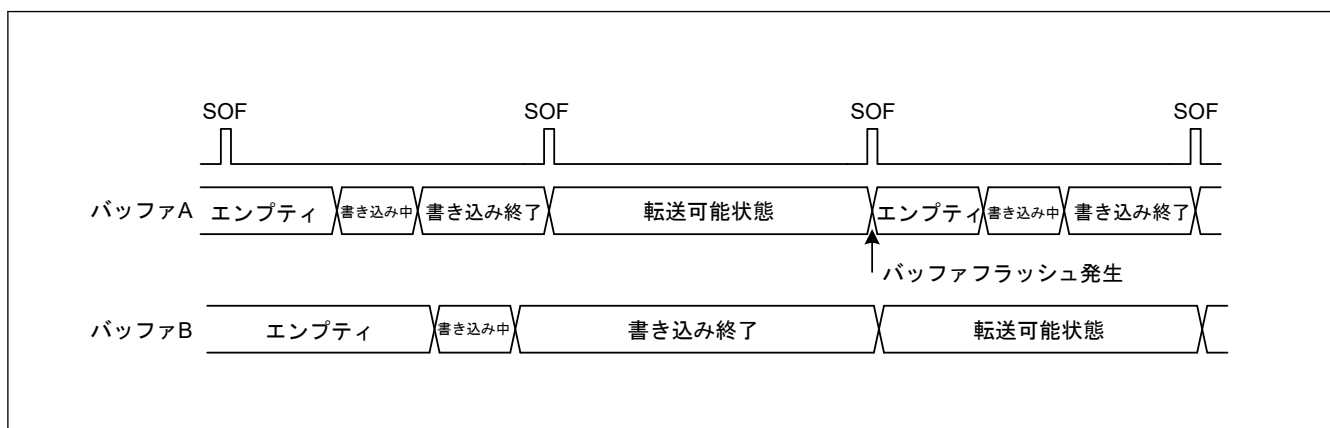 SOF SOF SOF SOF
バッファA エンプティ 書き込み中 書き込み終了 転送可能状態 エンプティ 書き込み中 書き込み終了
バッファフラッシュ発生
バッファB エンプティ 書き込み中 書き込み終了 転送可能状態